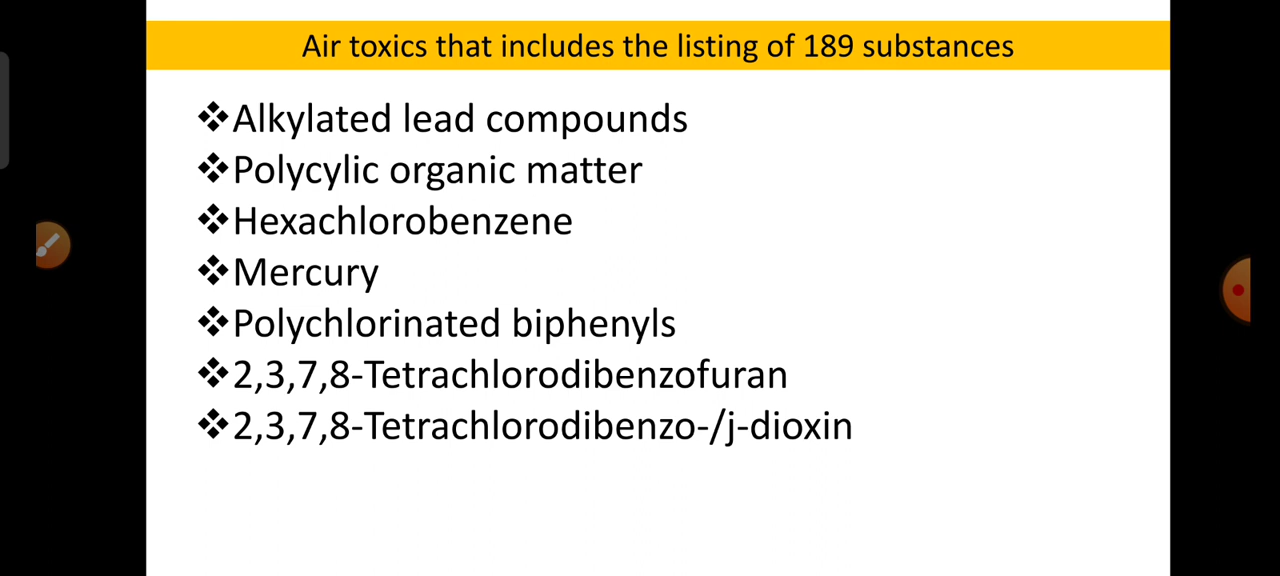 Air toxics that includes the listing of 189 substances
❖Alkylated lead compounds
❖Polycylic organic matter
❖Hexachlorobenzene
❖Mercury
❖Polychlorinated biphenyls
❖2,3,7,8-Tetrachlorodibenzofuran
❖2,3,7,8-Tetrachlorodibenzo-/j-dioxin